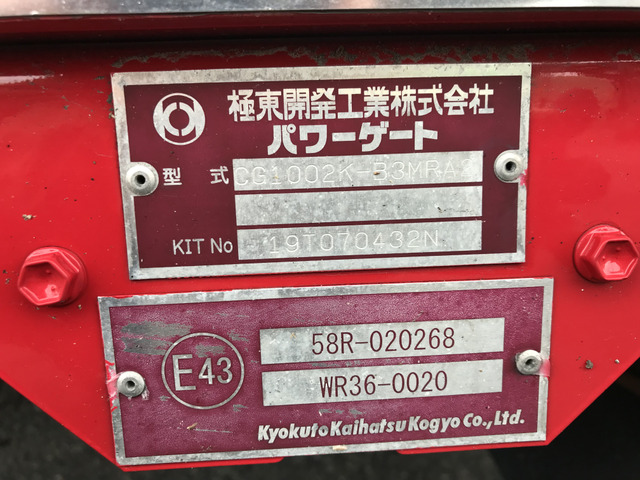 極東開発工業株式会社
パワーゲート
型式 CG1002K-B3MRA3
KIT No 19T070432N
E43
58R-020268
WR36-0020
Kyokuto Kaihatsu Kogyo Co., Ltd.